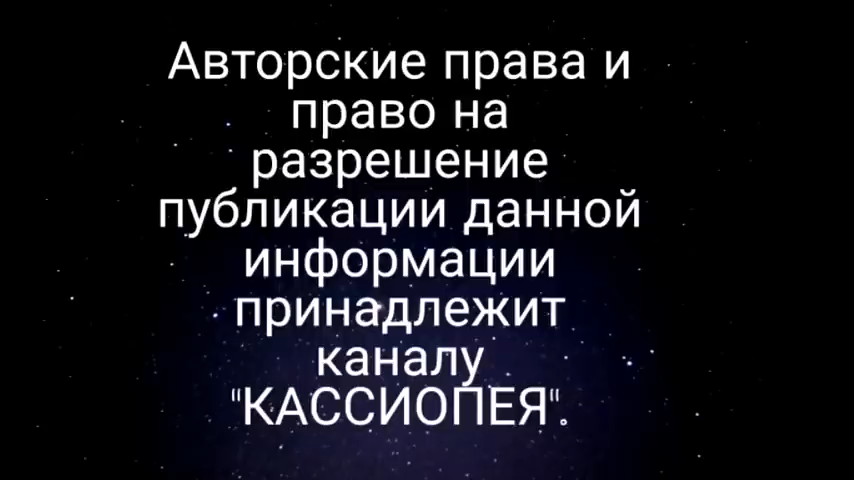 Авторские права и
право на
разрешение
публикации данной
информации
принадлежит
каналу
"КАССИОПЕЯ".